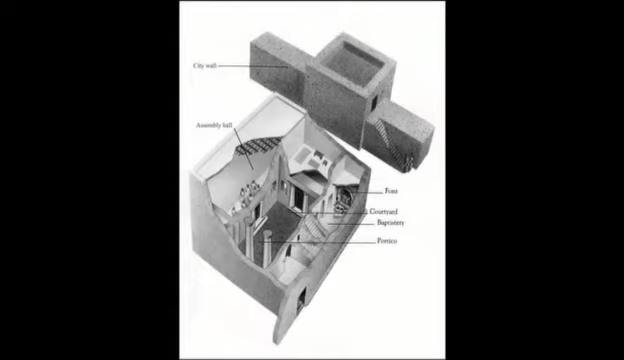 City wall
Assembly hall
Font
Courtyard
Baptistery
Portico